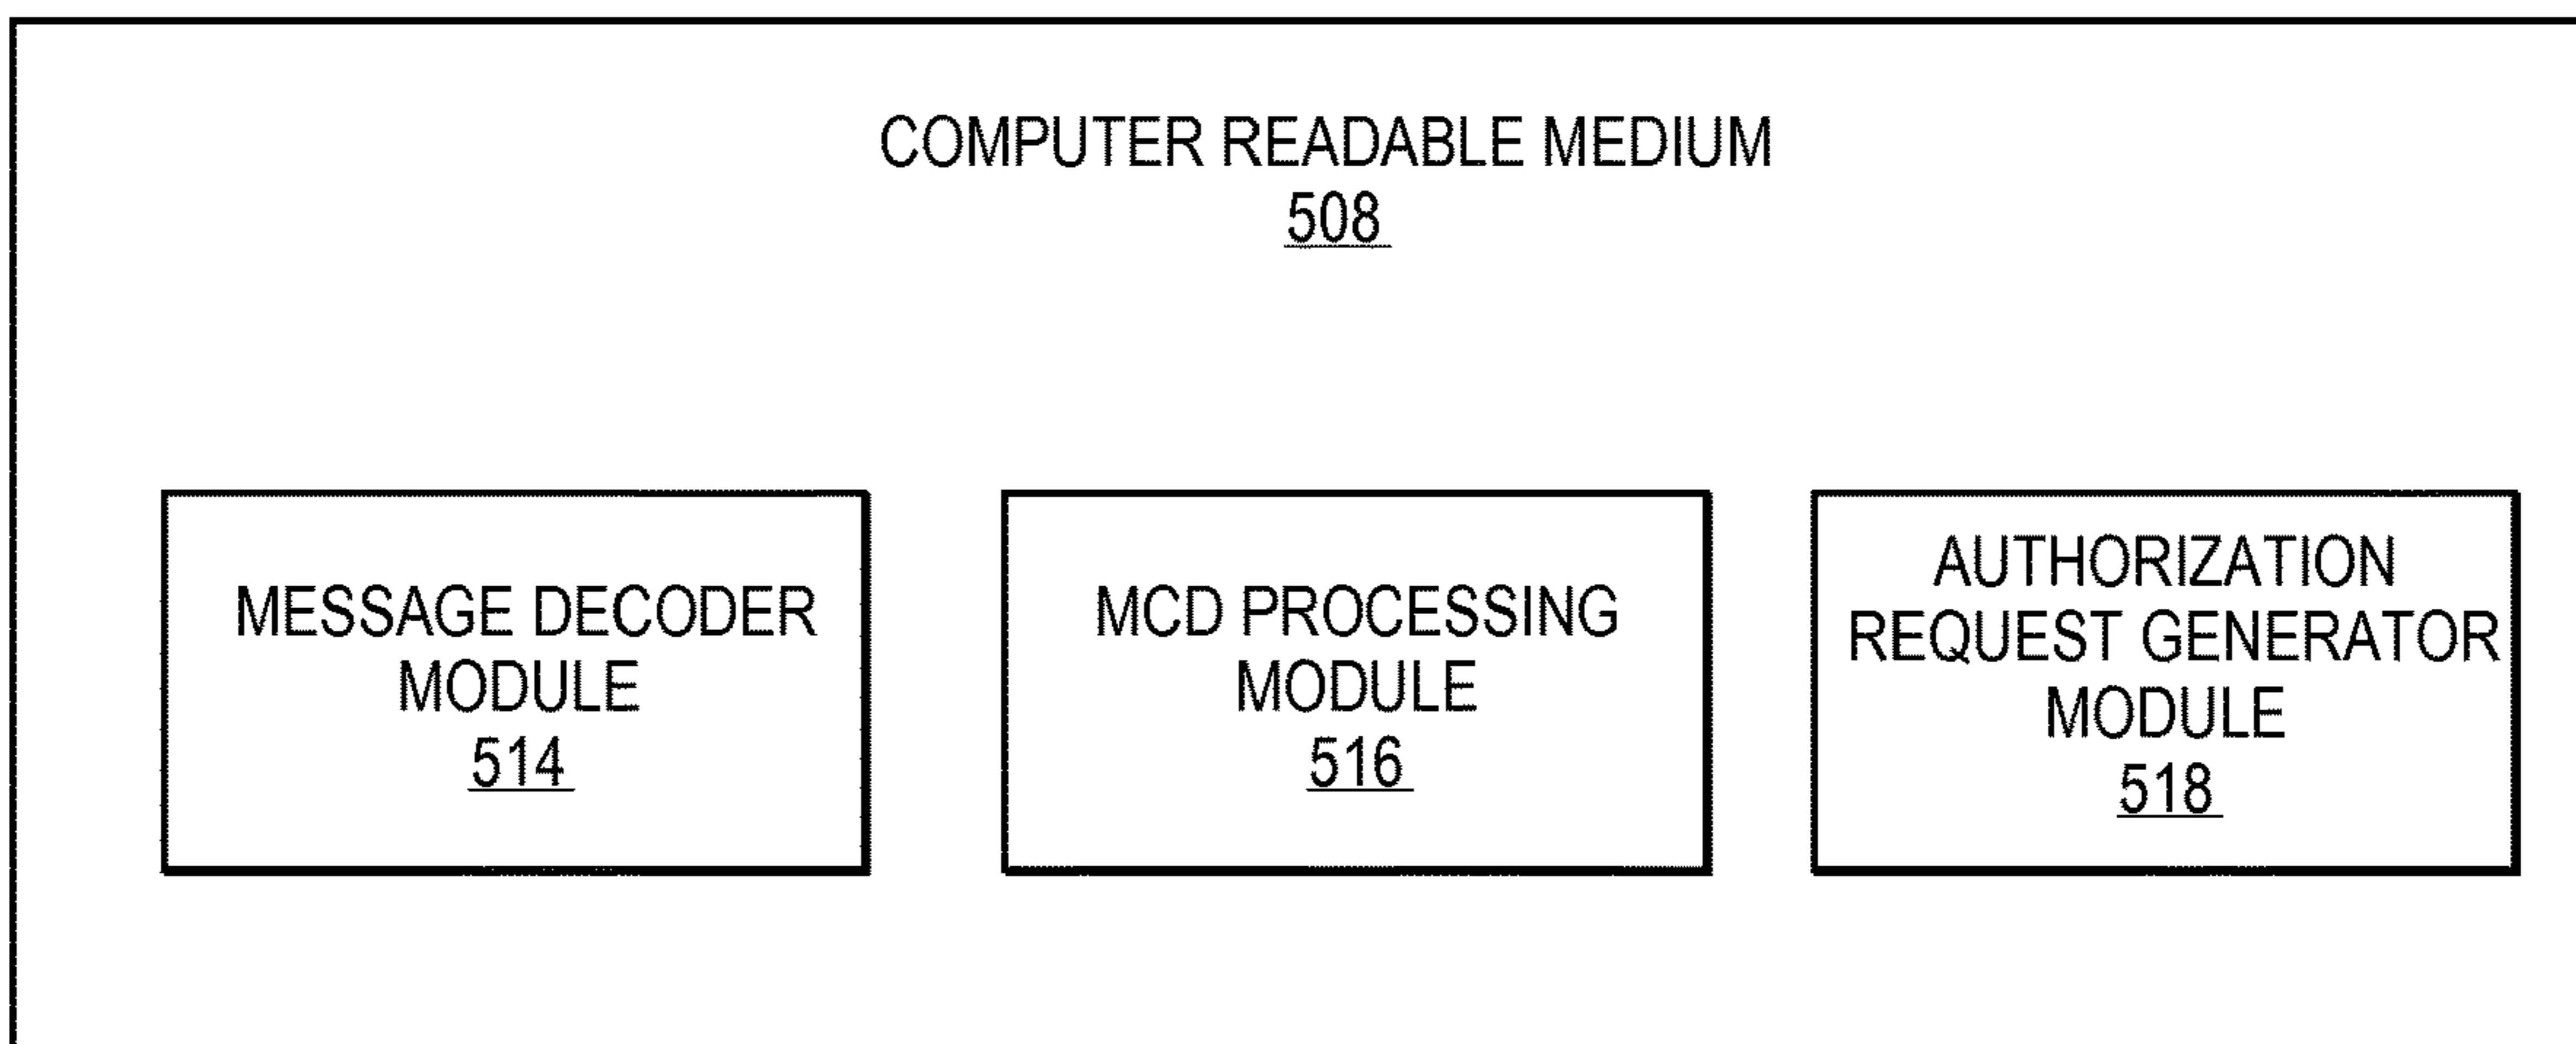 COMPUTER READABLE MEDIUM
508
MESSAGE DECODER
MODULE
514
MCD PROCESSING
MODULE
516
AUTHORIZATION
REQUEST GENERATOR
MODULE
518